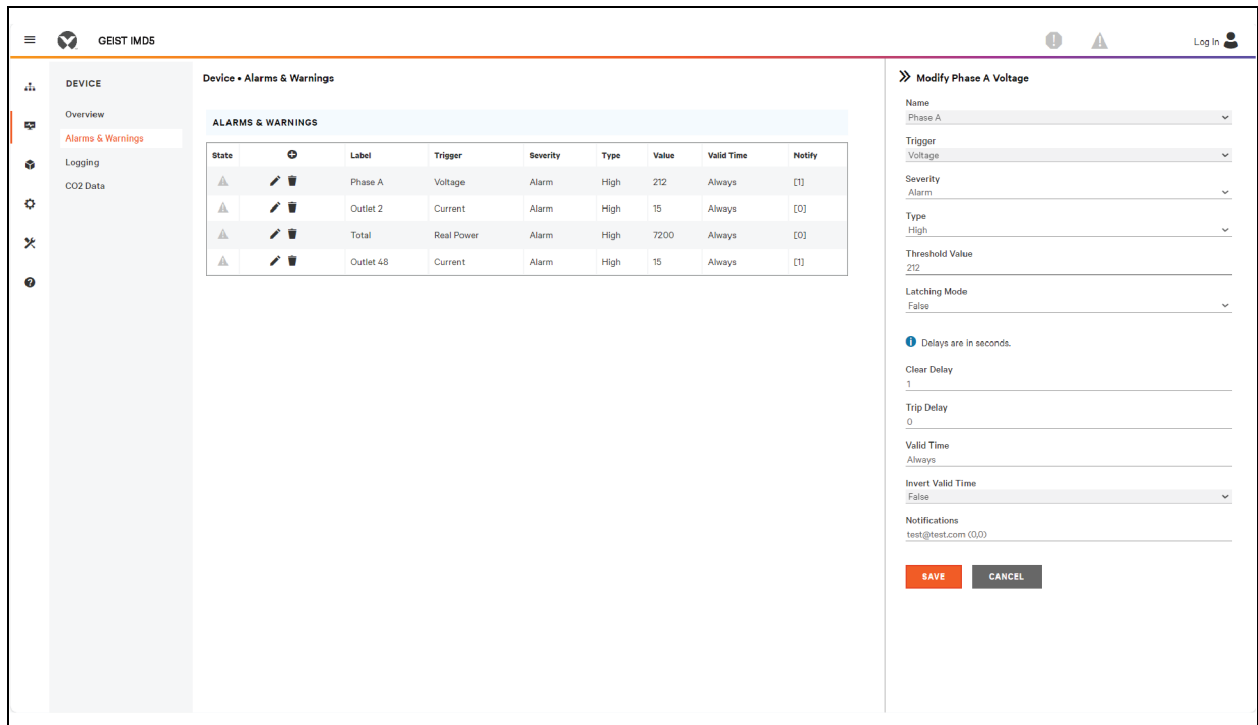 GEIST IMD5
Log In
DEVICE
Overview
Alarms & Warnings
Logging
CO2 Data
Device • Alarms & Warnings
ALARMS & WARNINGS
State Label Trigger Severity Type Value Valid Time Notify
Phase A Voltage Alarm High 212 Always [1]
Outlet 2 Current Alarm High 15 Always [0]
Total Real Power Alarm High 7200 Always [0]
Outlet 48 Current Alarm High 15 Always [1]
Modify Phase A Voltage
Name
Phase A
Trigger
Voltage
Severity
Alarm
Type
High
Threshold Value
212
Latching Mode
False
Delays are in seconds.
Clear Delay
1
Trip Delay
0
Valid Time
Always
Invert Valid Time
False
Notifications
test@test.com (0,0)
SAVE CANCEL